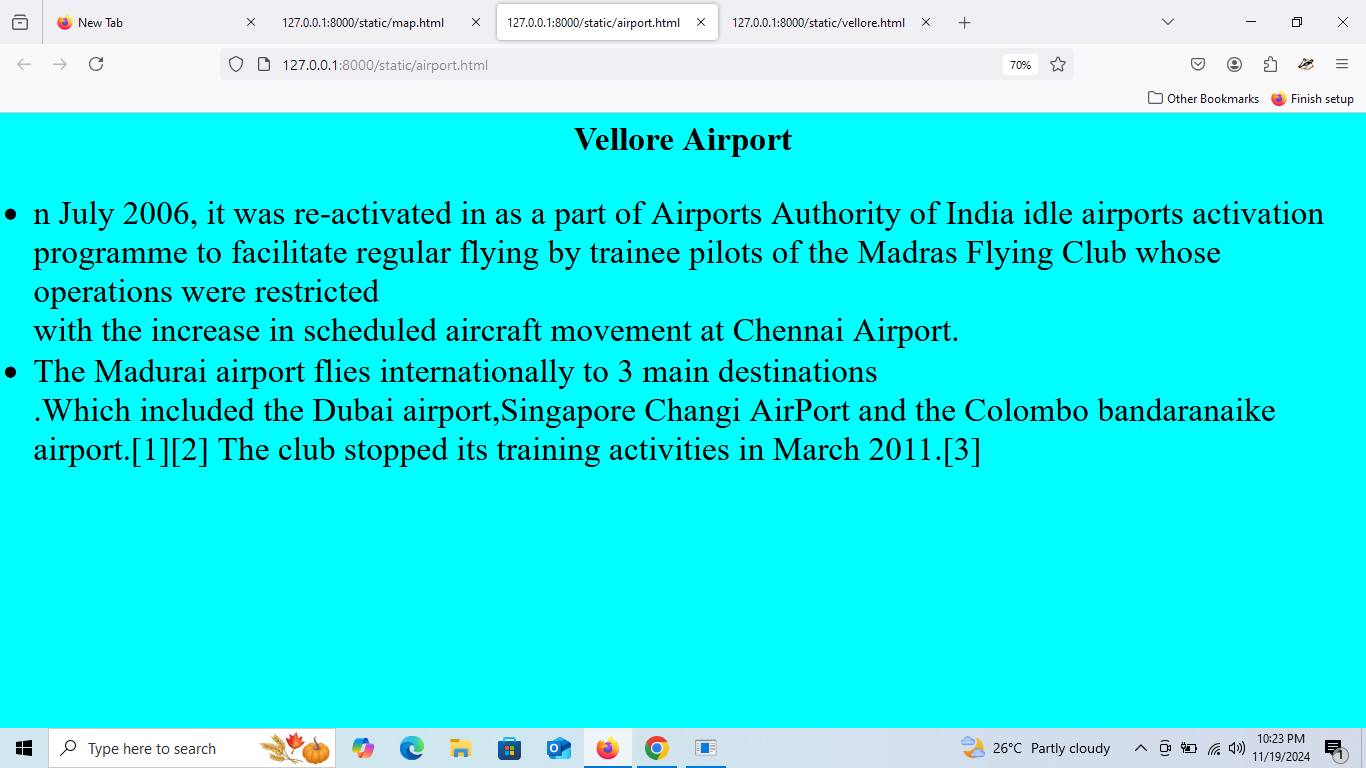 New Tab
127.0.0.1:8000/static/map.html
127.0.0.1:8000/static/airport.html
127.0.0.1:8000/static/vellore.html
127.0.0.1:8000/static/airport.html
70%
Other Bookmarks
Finish setup
Vellore Airport
n July 2006, it was re-activated in as a part of Airports Authority of India idle airports activation
programme to facilitate regular flying by trainee pilots of the Madras Flying Club whose
operations were restricted
with the increase in scheduled aircraft movement at Chennai Airport.
The Madurai airport flies internationally to 3 main destinations
.Which included the Dubai airport,Singapore Changi AirPort and the Colombo bandaranaike
airport.[1][2] The club stopped its training activities in March 2011.[3]
Type here to search
26°C Partly cloudy
10:23 PM
11/19/2024
1